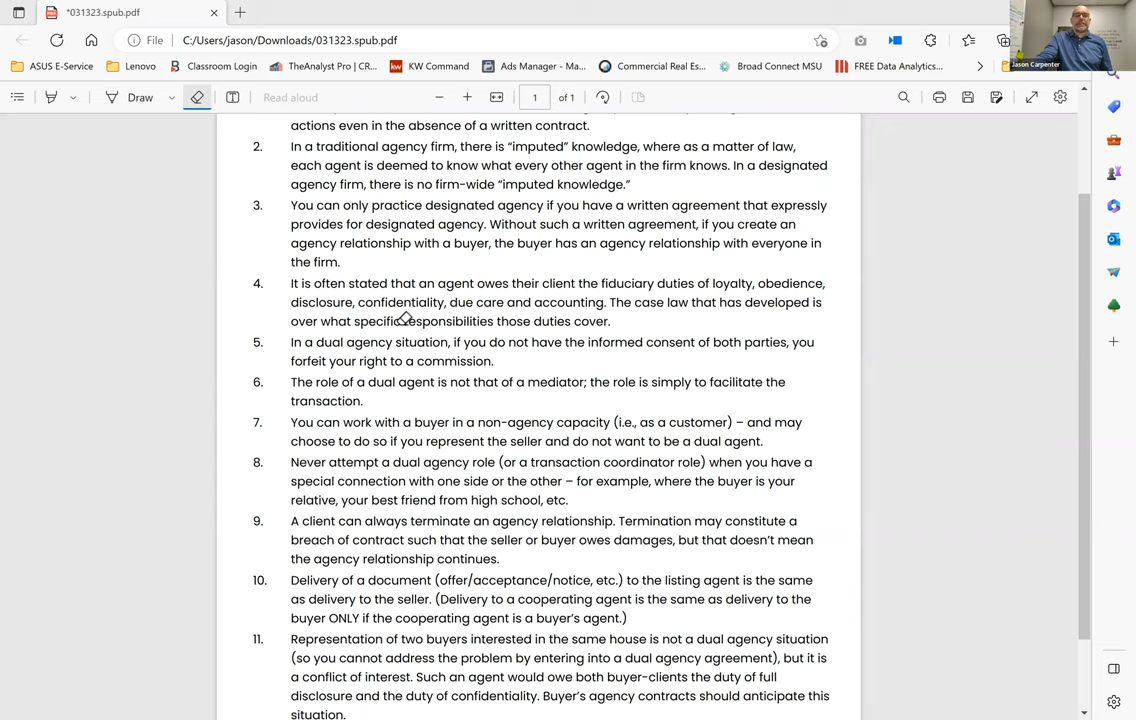 *031323.spub.pdf
File C:/Users/jason/Downloads/031323.spub.pdf
Jason Carpenter
ASUS E-Service Lenovo Classroom Login TheAnalyst Pro | CR... KW Command Ads Manager - Ma... Commercial Real Es... Broad Connect MSU FREE Data Analytics...
Draw Read aloud 1 of 1
actions even in the absence of a written contract.
2. In a traditional agency firm, there is “imputed” knowledge, where as a matter of law,
each agent is deemed to know what every other agent in the firm knows. In a designated
agency firm, there is no firm-wide “imputed knowledge.”
3. You can only practice designated agency if you have a written agreement that expressly
provides for designated agency. Without such a written agreement, if you create an
agency relationship with a buyer, the buyer has an agency relationship with everyone in
the firm.
4. It is often stated that an agent owes their client the fiduciary duties of loyalty, obedience,
disclosure, confidentiality, due care and accounting. The case law that has developed is
over what specific responsibilities those duties cover.
5. In a dual agency situation, if you do not have the informed consent of both parties, you
forfeit your right to a commission.
6. The role of a dual agent is not that of a mediator; the role is simply to facilitate the
transaction.
7. You can work with a buyer in a non-agency capacity (i.e., as a customer) – and may
choose to do so if you represent the seller and do not want to be a dual agent.
8. Never attempt a dual agency role (or a transaction coordinator role) when you have a
special connection with one side or the other – for example, where the buyer is your
relative, your best friend from high school, etc.
9. A client can always terminate an agency relationship. Termination may constitute a
breach of contract such that the seller or buyer owes damages, but that doesn’t mean
the agency relationship continues.
10. Delivery of a document (offer/acceptance/notice, etc.) to the listing agent is the same
as delivery to the seller. (Delivery to a cooperating agent is the same as delivery to the
buyer ONLY if the cooperating agent is a buyer’s agent.)
11. Representation of two buyers interested in the same house is not a dual agency situation
(so you cannot address the problem by entering into a dual agency agreement), but it is
a conflict of interest. Such an agent would owe both buyer-clients the duty of full
disclosure and the duty of confidentiality. Buyer’s agency contracts should anticipate this
situation.